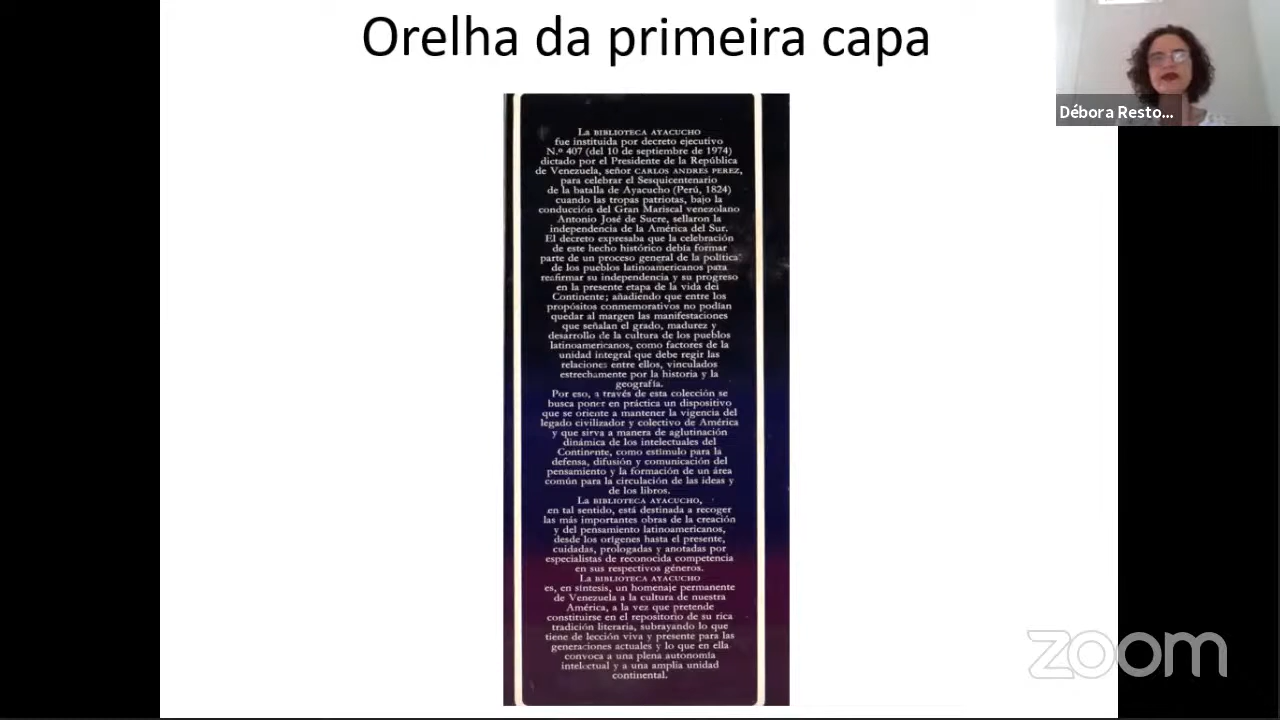 Orelha da primeira capa
Débora Resto...
La BIBLIOTECA AYACUCHO
fue instituida por decreto ejecutivo
N.º 407 (del 10 de septiembre de 1974)
dictado por el Presidente de la República
de Venezuela, señor CARLOS ANDRES PEREZ,
para celebrar el Sesquicentenario
de la batalla de Ayacucho (Perú, 1824)
cuando las tropas patriotas, bajo la
conducción del Gran Mariscal venezolano
Antonio José de Sucre, sellaron la
independencia de la América del Sur.
El decreto expresaba que la celebración
de este hecho histórico debía formar
parte de un proceso general de la política
de los pueblos latinoamericanos para
reafirmar su independencia y su progreso
en la presente etapa de la vida del
Continente; añadiendo que entre los
propósitos conmemorativos no podían
quedar al margen las manifestaciones
que señalan el grado, madurez y
desarrollo de la cultura de los pueblos
latinoamericanos, como factores de la
unidad integral que debe regir las
relaciones entre ellos, vinculados
estrechamente por la historia y la
geografía.
Por eso, a través de esta colección se
busca poner en práctica un dispositivo
que se oriente a mantener la vigencia del
legado civilizador y colectivo de América
y que sirva a manera de aglutinación
dinámica de los intelectuales del
Continente, como estímulo para la
defensa, difusión y comunicación del
pensamiento y la formación de un área
común para la circulación de las ideas y
de los libros.
La BIBLIOTECA AYACUCHO,
en tal sentido, está destinada a recoger
las más importantes obras de la creación
y del pensamiento latinoamericanos,
desde los orígenes hasta el presente,
cuidadas, prologadas y anotadas por
especialistas de reconocida competencia
en sus respectivos géneros.
La BIBLIOTECA AYACUCHO
es, en síntesis, un homenaje permanente
de Venezuela a la cultura de nuestra
América, a la vez que pretende
constituirse en el repositorio de su rica
tradición literaria, subrayando lo que
tiene de lección viva y presente para las
generaciones actuales y lo que en ella
convoca a una plena autonomía
intelectual y a una amplia unidad
continental.
zoom